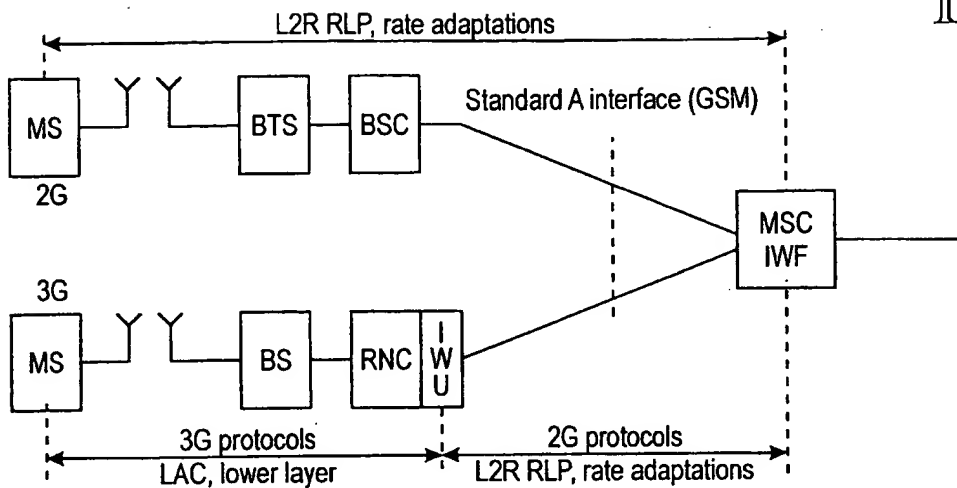 L2R RLP, rate adaptations
Standard A interface (GSM)
MS
BTS
BSC
2G
MSC
IWF
3G
MS
BS
RNC
I
W
U
3G protocols
LAC, lower layer
2G protocols
L2R RLP, rate adaptations